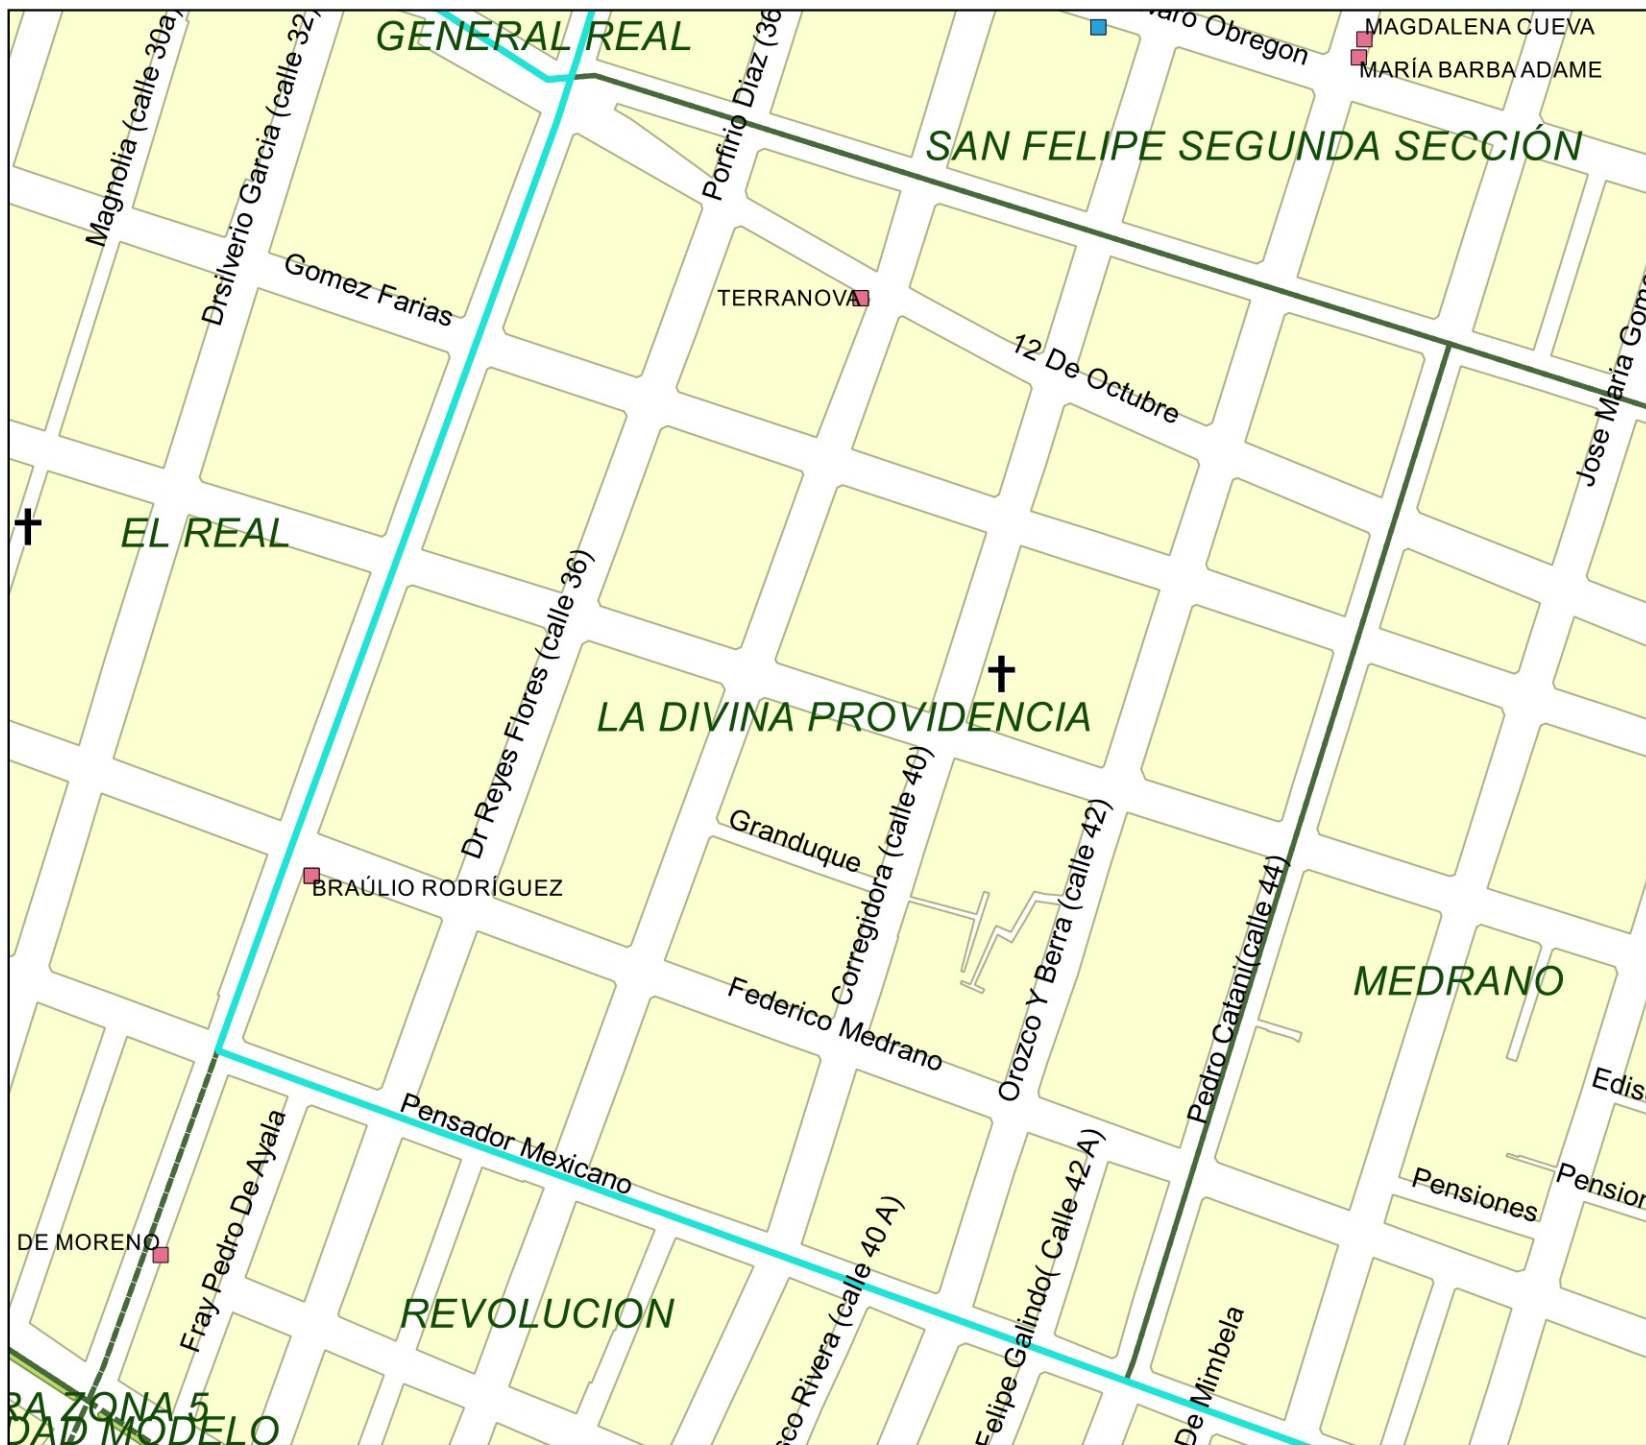 GENERAL REAL
varo Obregon
MAGDALENA CUEVA
MARÍA BARBA ADAME
Magnolia (calle 30a)
Drsilverio Garcia (calle 32)
Porfirio Diaz (36
SAN FELIPE SEGUNDA SECCIÓN
Gomez Farias
TERRANOVA
12 De Octubre
Jose Maria Gome
EL REAL
Dr Reyes Flores (calle 36)
LA DIVINA PROVIDENCIA
Granduque
Corregidora (calle 40)
Orozco Y Berra (calle 42)
Pedro Catani(calle 44)
BRAÚLIO RODRÍGUEZ
MEDRANO
Federico Medrano
Edis
Pensador Mexicano
Fray Pedro De Ayala
Felipe Galindo( Calle 42 A)
Pensiones
Pension
DE MORENO
sco Rivera (calle 40 A)
REVOLUCION
De Mimbela
RA ZONA 5
DAD MODELO